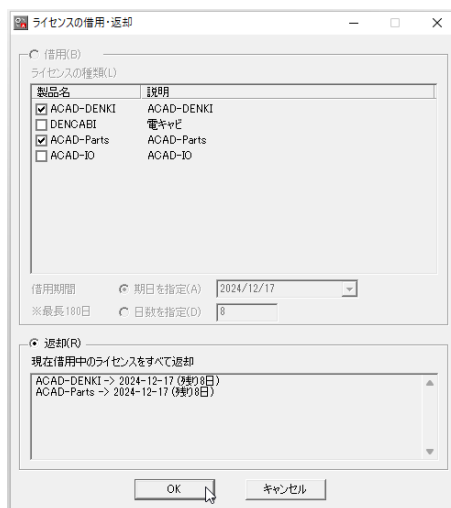 ライセンスの借用・返却
借用(B)
ライセンスの種類(L)
製品名 説明
ACAD-DENKI ACAD-DENKI
DENCABI 電キャビ
ACAD-Parts ACAD-Parts
ACAD-IO ACAD-IO
借用期間 期日を指定(A) 2024/12/17
※最長180日 日数を指定(D) 8
返却(R)
現在借用中のライセンスをすべて返却
ACAD-DENKI -> 2024-12-17 (残り8日)
ACAD-Parts -> 2024-12-17 (残り8日)
OK キャンセル